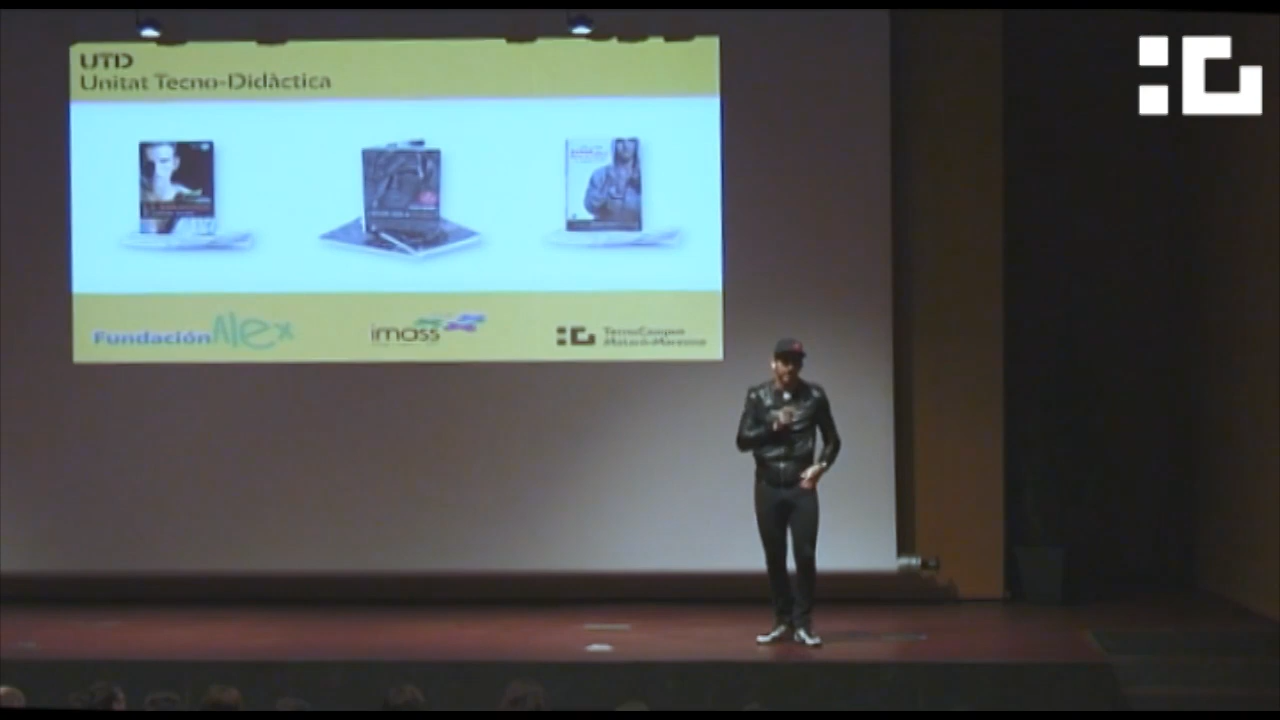 UTD
Unitat Tecno-Didàctica
Fundación Alex
imoss
TecnoCampus
Mataró-Maresme